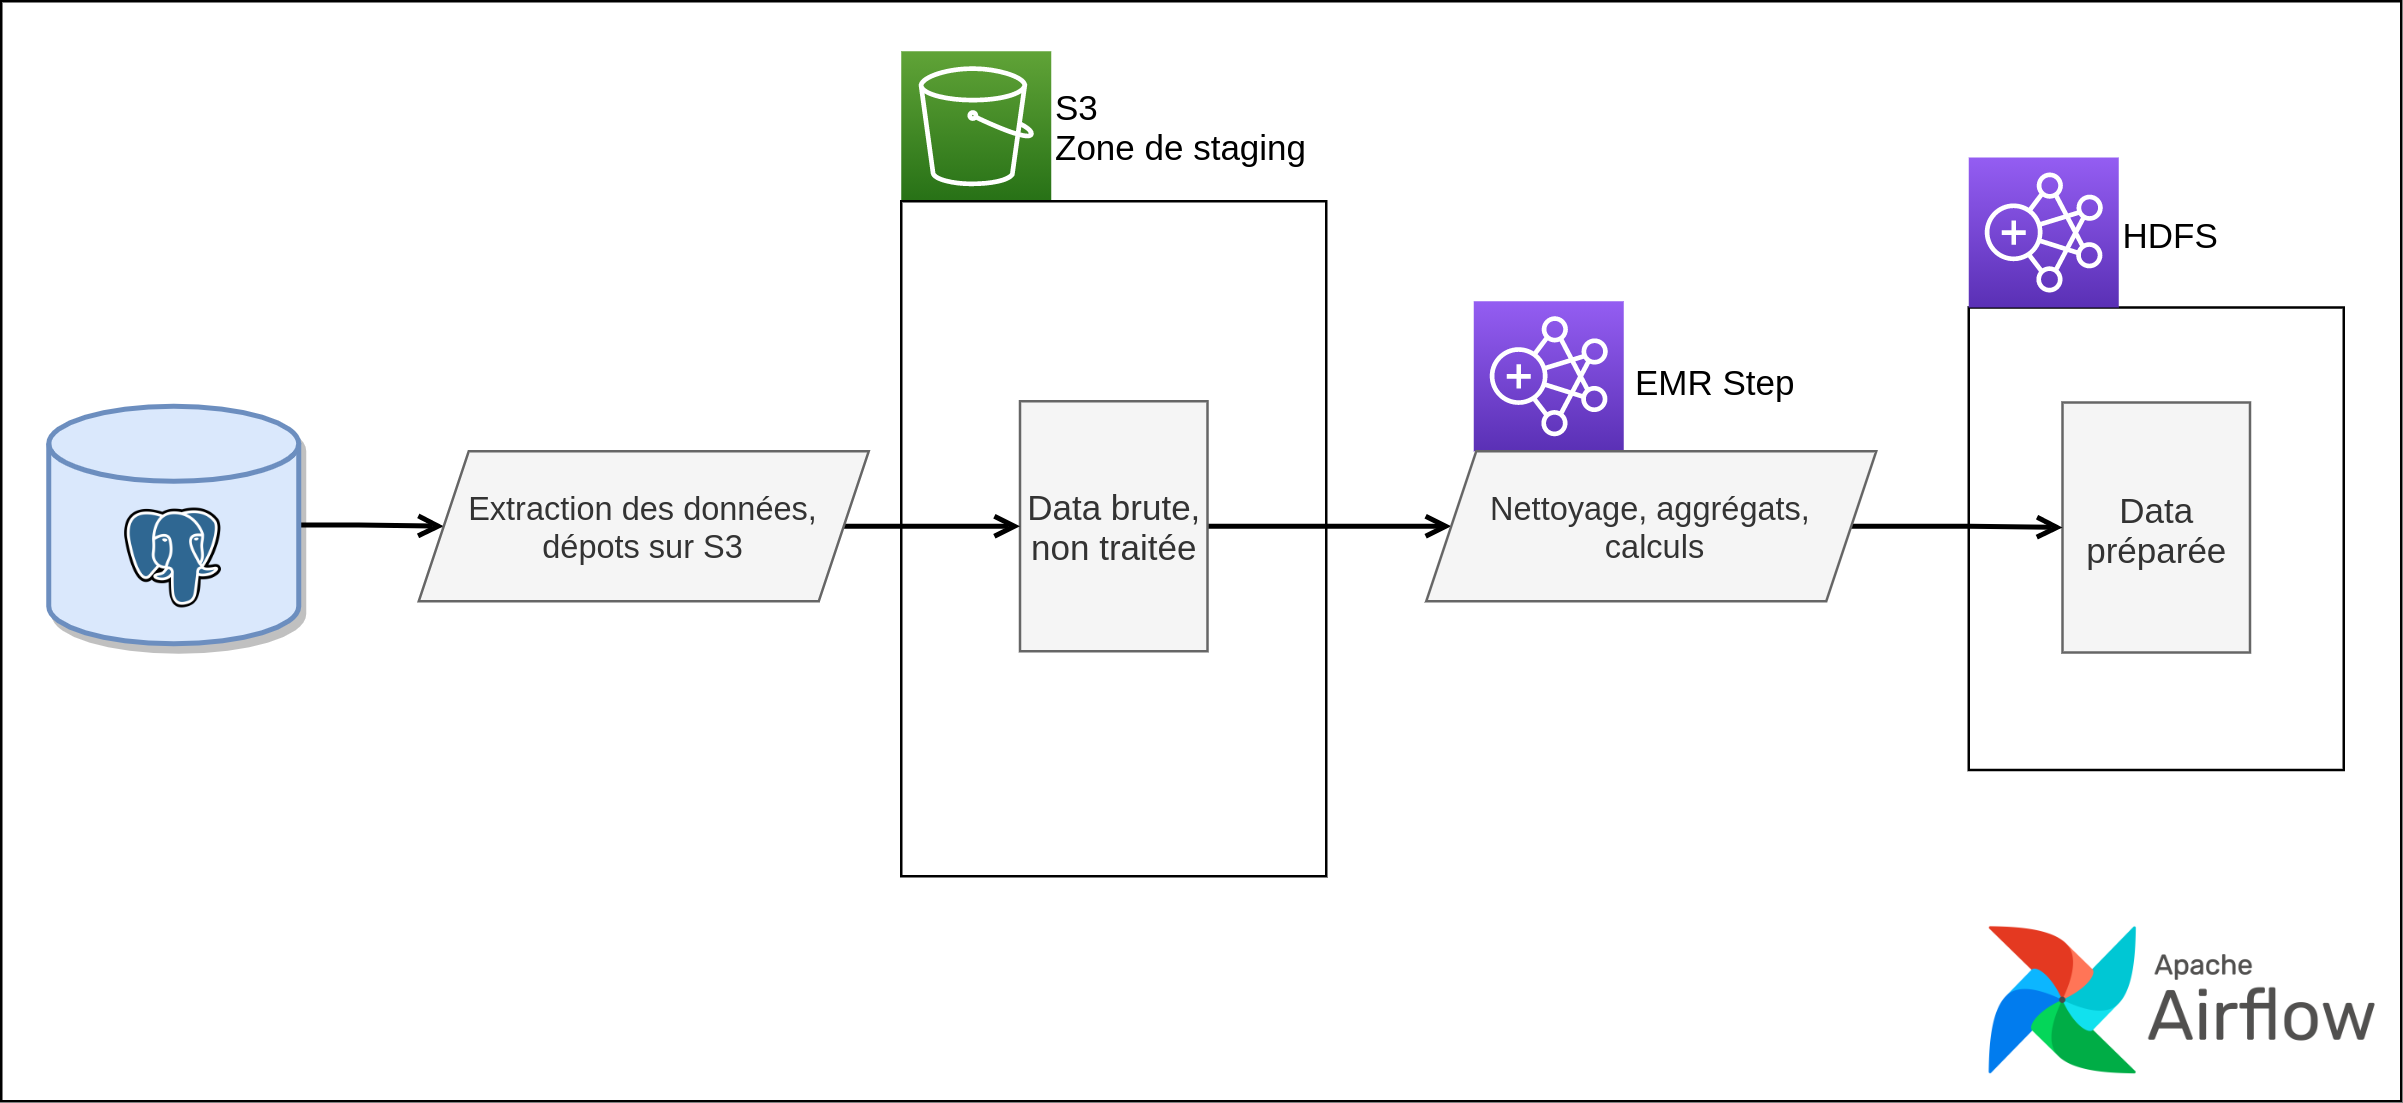 S3
Zone de staging
HDFS
EMR Step
Extraction des données,
dépots sur S3
Data brute,
non traitée
Nettoyage, aggrégats,
calculs
Data
préparée
Apache
Airflow